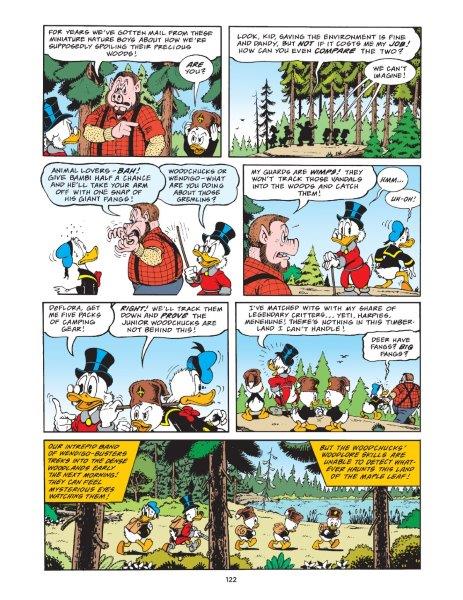 FOR YEARS WE'VE GOTTEN MAIL FROM THESE
MINIATURE NATURE BOYS ABOUT HOW WE'RE
SUPPOSEDLY SPOILING THEIR PRECIOUS
WOODS!
ARE
YOU?
LOOK, KID, SAVING THE ENVIRONMENT IS FINE
AND DANDY, BUT NOT IF IT COSTS ME MY JOB!
HOW CAN YOU EVEN COMPARE THE TWO?
WE CAN'T
IMAGINE!
ANIMAL LOVERS–BAH!
GIVE BAMBI HALF A CHANCE
AND HE'LL TAKE YOUR ARM
OFF WITH ONE SNAP OF
HIS GIANT FANGS!
WOODCHUCKS OR
WENDIGO–WHAT
ARE YOU DOING
ABOUT THOSE
GREMLINS?
MY GUARDS ARE WIMPS! THEY
WON'T TRACK THOSE VANDALS
INTO THE WOODS AND CATCH
THEM!
HMM...
UH-OH!
DEFLORA, GET
ME FIVE PACKS
OF CAMPING
GEAR!
RIGHT! WE'LL TRACK THEM
DOWN AND PROVE THE
JUNIOR WOODCHUCKS ARE
NOT BEHIND THIS!
I'VE MATCHED WITS WITH MY SHARE OF
LEGENDARY CRITTERS... YETI, HARPIES,
MENEHUNE! THERE'S NOTHING IN THIS TIMBER-
LAND I CAN'T HANDLE!
DEER HAVE
FANGS? BIG
FANGS?
OUR INTREPID BAND
OF WENDIGO-BUSTERS
TREKS INTO THE DENSE
WOODLANDS EARLY
THE NEXT MORNING!
THEY CAN FEEL
MYSTERIOUS EYES
WATCHING THEM!
BUT THE WOODCHUCKS'
WOODLORE SKILLS ARE
UNABLE TO DETECT WHAT-
EVER HAUNTS THIS LAND
OF THE MAPLE LEAF!
122